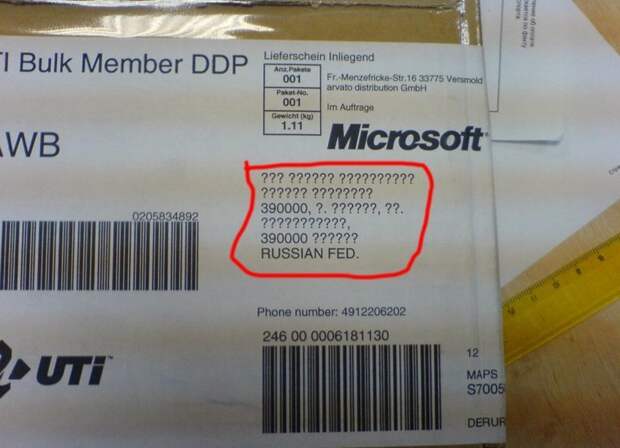 TI Bulk Member DDP
AWB
0205834892
UTi
Lieferschein Inliegend
Anz.Pakete
001
Paket-No.
001
Gewicht (kg)
1.11
Fr.-Menzefricke-Str.16 33775 Versmold
arvato distribution GmbH
im Auftrage
Microsoft
??? ?????? ??????????
?????? ????????
390000, ?. ??????, ??.
???????????,
390000 ??????
RUSSIAN FED.
Phone number: 4912206202
246 00 0006181130
12
MAPS
S7005
DERUR